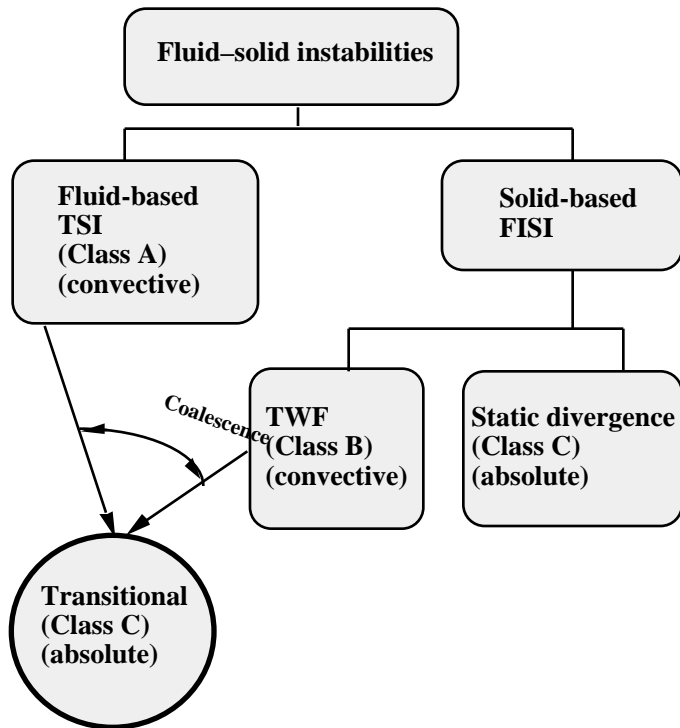 Fluid–solid instabilities
Fluid-based
TSI
(Class A)
(convective)
Solid-based
FISI
Coalescence
TWF
(Class B)
(convective)
Static divergence
(Class C)
(absolute)
Transitional
(Class C)
(absolute)